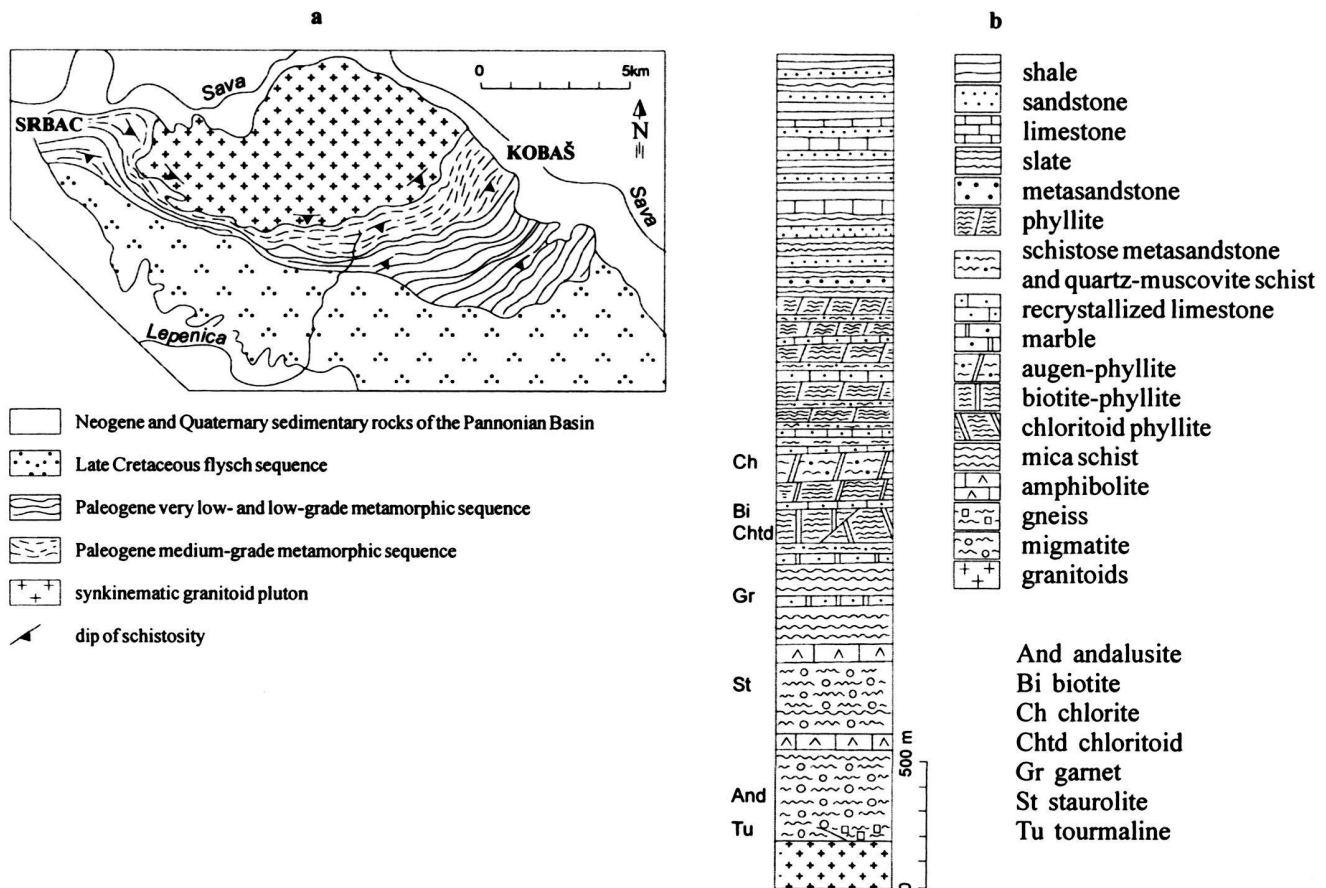 a
Sava
0 5km
N
SRBAC
KOBAŠ
Sava
Lepenica
Neogene and Quaternary sedimentary rocks of the Pannonian Basin
Late Cretaceous flysch sequence
Paleogene very low- and low-grade metamorphic sequence
Paleogene medium-grade metamorphic sequence
synkinematic granitoid pluton
dip of schistosity
b
Ch
Bi
Chtd
Gr
St
And
Tu
500 m
0
shale
sandstone
limestone
slate
metasandstone
phyllite
schistose metasandstone
and quartz-muscovite schist
recrystallized limestone
marble
augen-phyllite
biotite-phyllite
chloritoid phyllite
mica schist
amphibolite
gneiss
migmatite
granitoids
And andalusite
Bi biotite
Ch chlorite
Chtd chloritoid
Gr garnet
St staurolite
Tu tourmaline